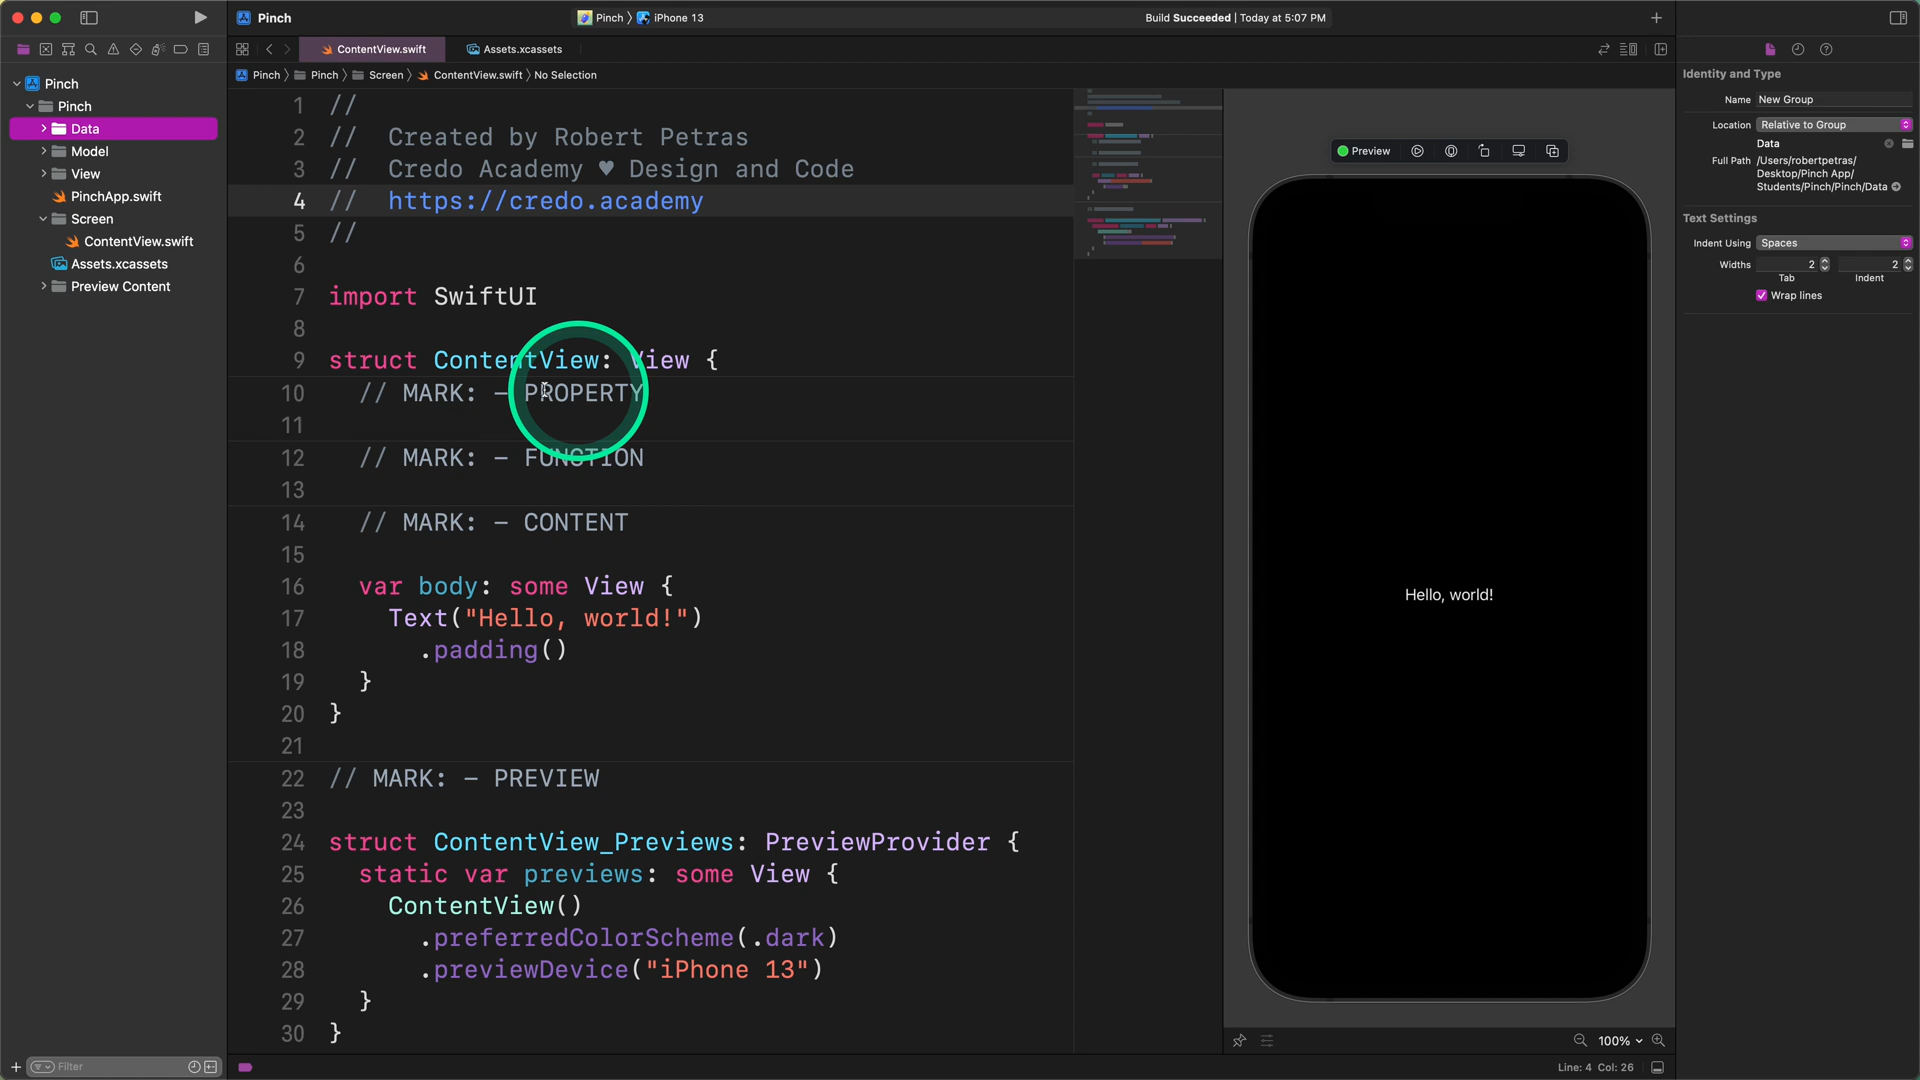 Pinch
Pinch
iPhone 13
Build Succeeded | Today at 5:07 PM
ContentView.swift
Assets.xcassets
Pinch
Pinch
Screen
ContentView.swift
No Selection
Pinch
Pinch
Data
Model
View
PinchApp.swift
Screen
ContentView.swift
Assets.xcassets
Preview Content
Filter
1 //
2 // Created by Robert Petras
3 // Credo Academy ♥ Design and Code
4 // https://credo.academy
5 //
6
7 import SwiftUI
8
9 struct ContentView: View {
10 // MARK: – PROPERTY
11
12 // MARK: – FUNCTION
13
14 // MARK: – CONTENT
15
16 var body: some View {
17 Text("Hello, world!")
18 .padding()
19 }
20 }
21
22 // MARK: – PREVIEW
23
24 struct ContentView_Previews: PreviewProvider {
25 static var previews: some View {
26 ContentView()
27 .preferredColorScheme(.dark)
28 .previewDevice("iPhone 13")
29 }
30 }
Preview
Hello, world!
100%
Line: 4 Col: 26
Identity and Type
Name New Group
Location Relative to Group
Data
Full Path /Users/robertpetras/
Desktop/Pinch App/
Students/Pinch/Pinch/Data
Text Settings
Indent Using Spaces
Widths 2 2
Tab Indent
Wrap lines